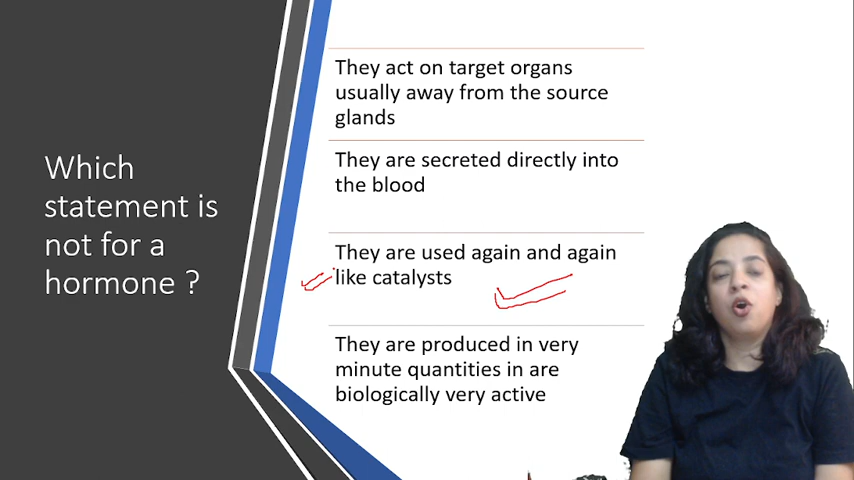 Which
statement is
not for a
hormone ?
They act on target organs
usually away from the source
glands
They are secreted directly into
the blood
They are used again and again
like catalysts
They are produced in very
minute quantities in are
biologically very active